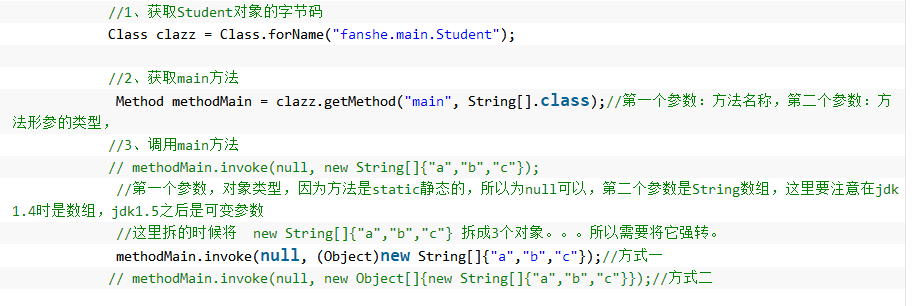 //1、获取Student对象的字节码
Class clazz = Class.forName("fanshe.main.Student");
//2、获取main方法
Method methodMain = clazz.getMethod("main", String[].class);//第一个参数：方法名称，第二个参数：方
法形参的类型，
//3、调用main方法
// methodMain.invoke(null, new String[]{"a","b","c"});
//第一个参数，对象类型，因为方法是static静态的，所以为null可以，第二个参数是String数组，这里要注意在jdk
1.4时是数组，jdk1.5之后是可变参数
//这里拆的时候将  new String[]{"a","b","c"} 拆成3个对象。。。所以需要将它强转。
methodMain.invoke(null, (Object)new String[]{"a","b","c"});//方式一
// methodMain.invoke(null, new Object[]{new String[]{"a","b","c"}});//方式二